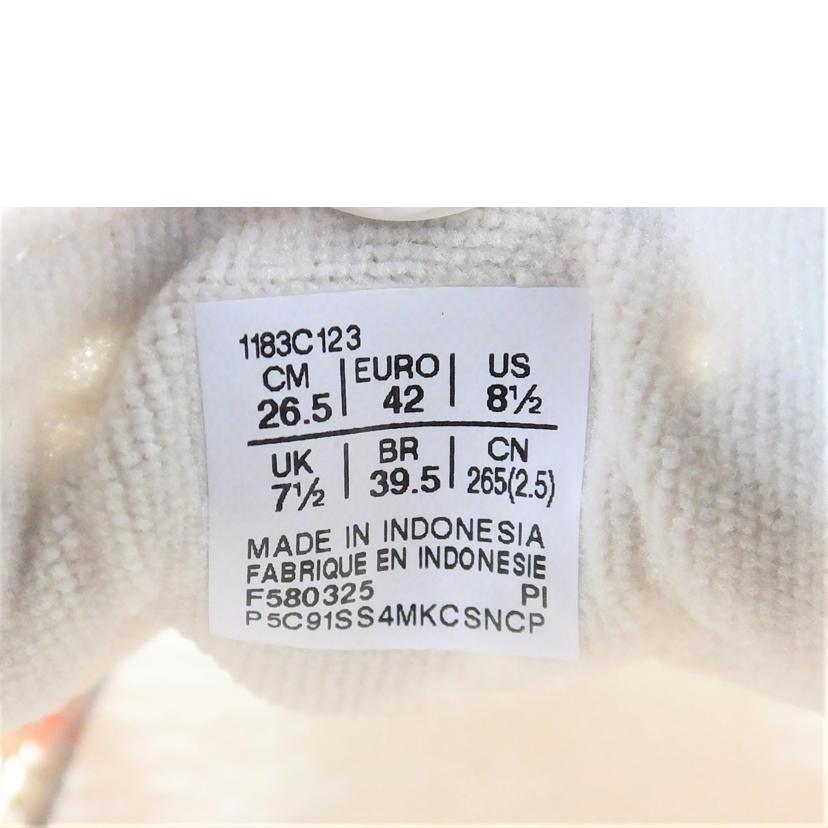 1183C123
CM | EURO | US
26.5 | 42 | 8½
UK | BR | CN
7½ | 39.5 | 265(2.5)
MADE IN INDONESIA
FABRIQUE EN INDONESIE
F580325 PI
P5C91SS4MKCSNCP